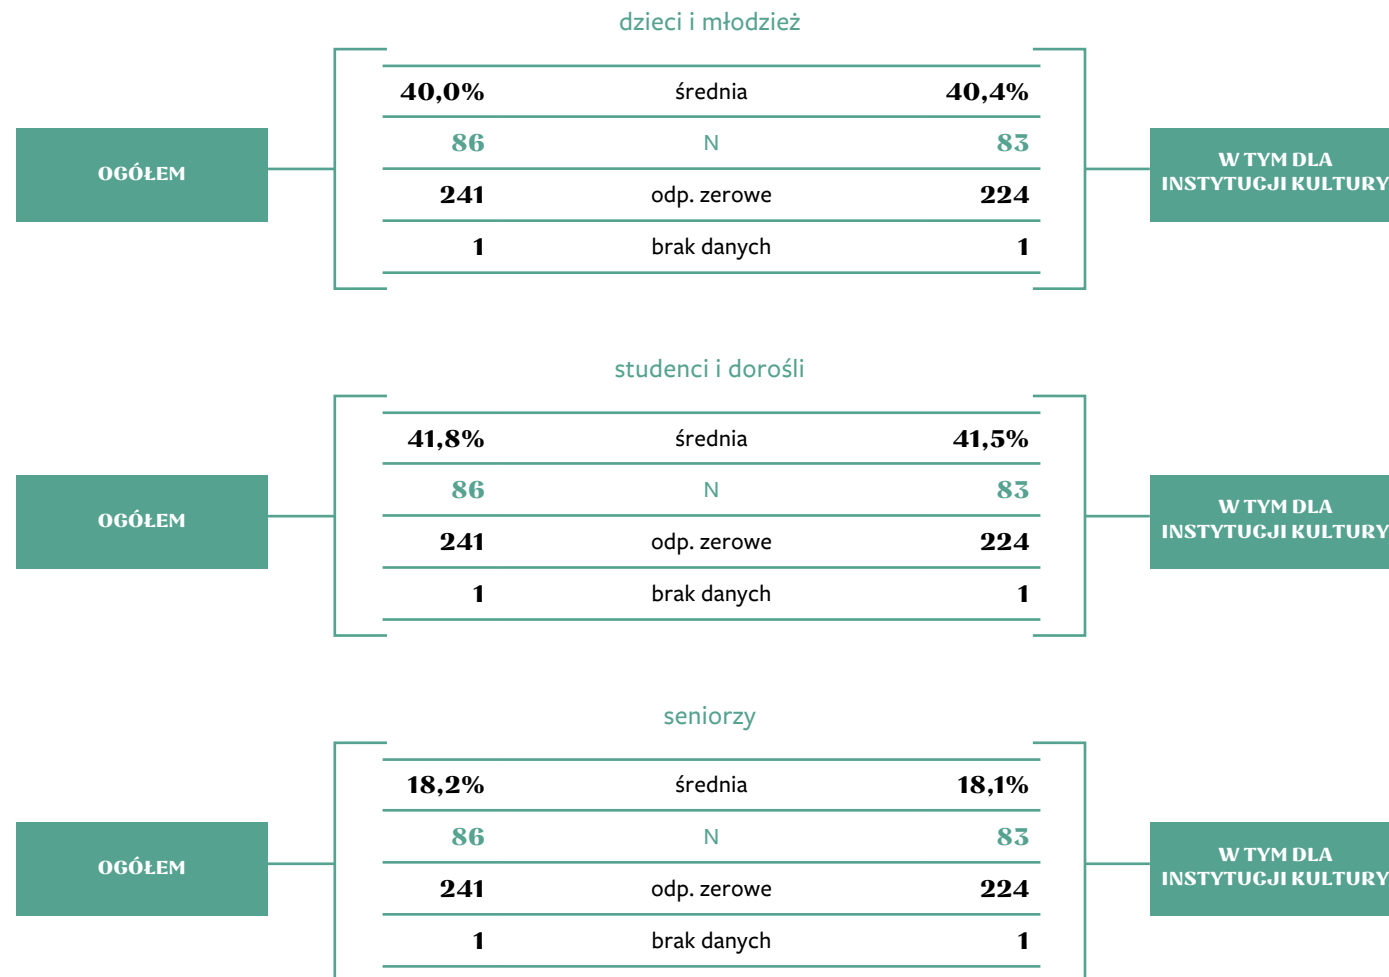 dzieci i młodzież
OGÓŁEM
40,0% średnia 40,4%
86 N 83
241 odp. zerowe 224
1 brak danych 1
W TYM DLA
INSTYTUCJI KULTURY
studenci i dorośli
OGÓŁEM
41,8% średnia 41,5%
86 N 83
241 odp. zerowe 224
1 brak danych 1
W TYM DLA
INSTYTUCJI KULTURY
seniorzy
OGÓŁEM
18,2% średnia 18,1%
86 N 83
241 odp. zerowe 224
1 brak danych 1
W TYM DLA
INSTYTUCJI KULTURY